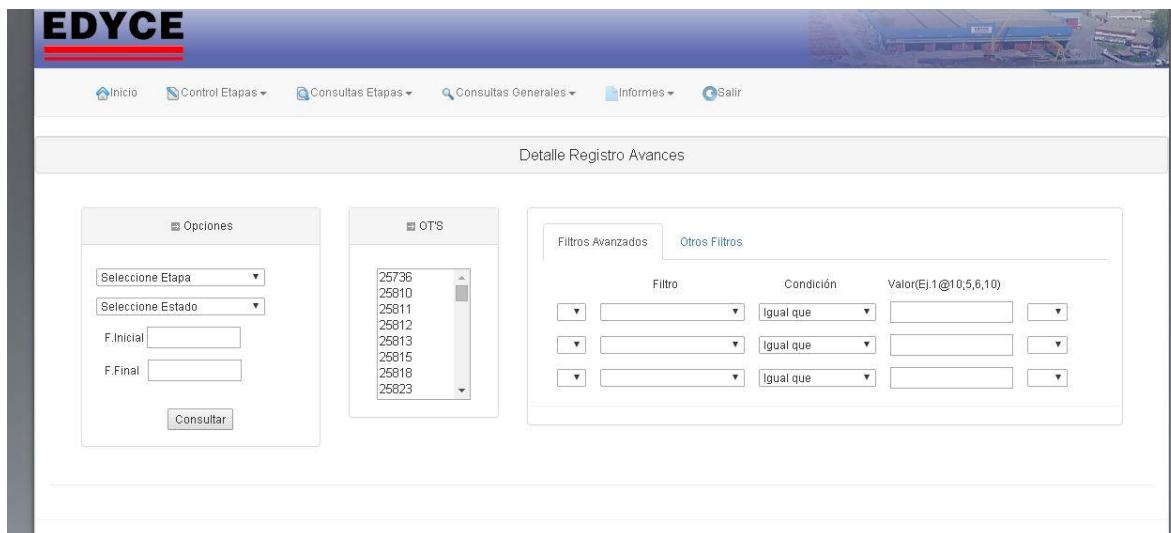 EDYCE
Inicio Control Etapas Consultas Etapas Consultas Generales Informes Salir
Detalle Registro Avances
Opciones
Seleccione Etapa
Seleccione Estado
F.Inicial
F.Final
Consultar
OT'S
25736
25810
25811
25812
25813
25815
25818
25823
Filtros Avanzados Otros Filtros
Filtro Condición Valor(Ej.1@10;5,6,10)
Igual que
Igual que
Igual que